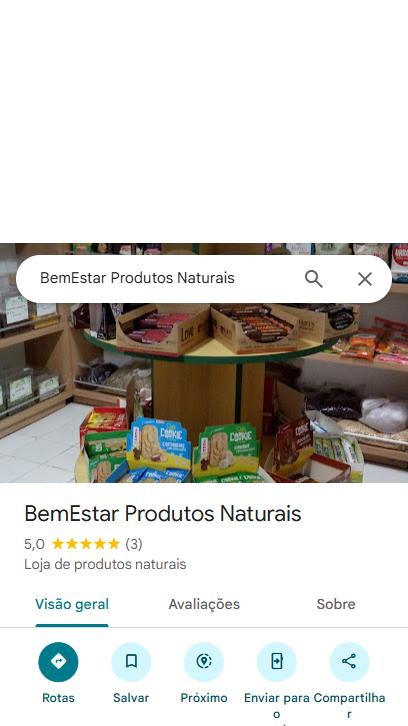 BemEstar Produtos Naturais
Love
COOKIE
COOKIE
BemEstar Produtos Naturais
5,0 ★★★★★ (3)
Loja de produtos naturais
Visão geral Avaliações Sobre
Rotas Salvar Próximo Enviar para o Compartilhar